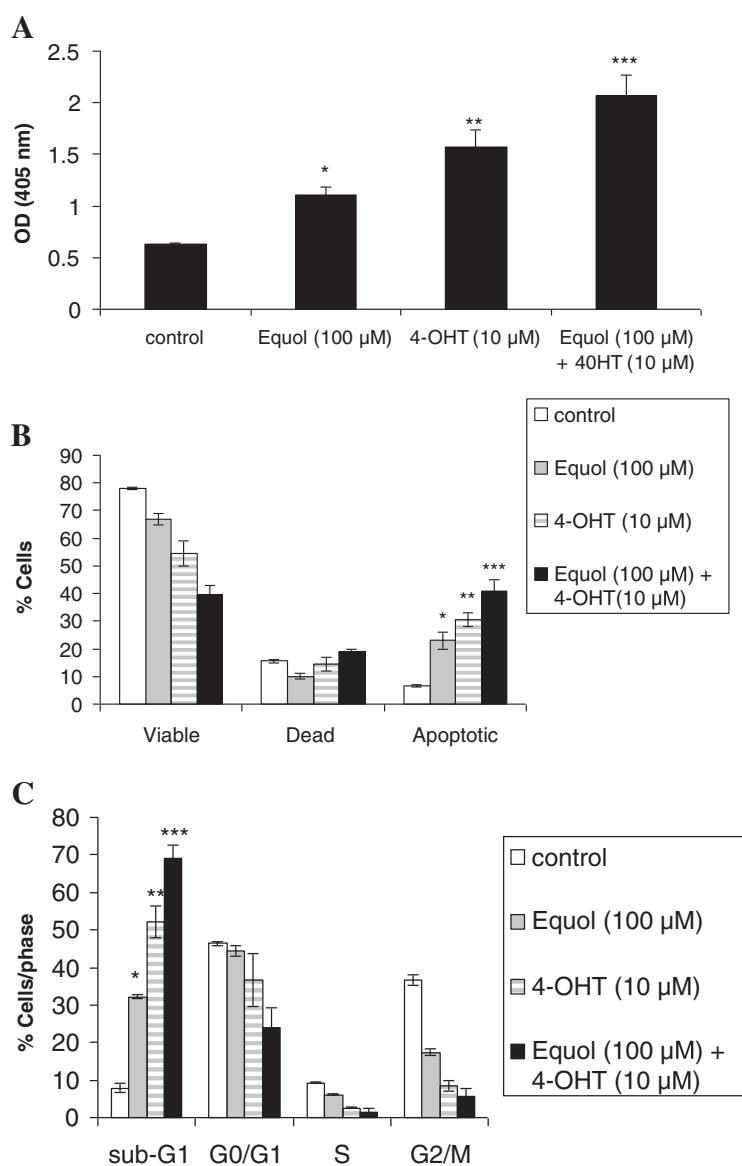 A
OD (405 nm)
2.5
2
1.5
1
0.5
0
*
**
***
control
Equol (100 µM)
4-OHT (10 µM)
Equol (100 µM)
+ 40HT (10 µM)
B
% Cells
90
80
70
60
50
40
30
20
10
0
*
**
***
Viable
Dead
Apoptotic
control
Equol (100 µM)
4-OHT (10 µM)
Equol (100 µM) +
4-OHT(10 µM)
C
% Cells/phase
80
70
60
50
40
30
20
10
0
*
**
***
sub-G1
G0/G1
S
G2/M
control
Equol (100 µM)
4-OHT (10 µM)
Equol (100 µM) +
4-OHT (10 µM)